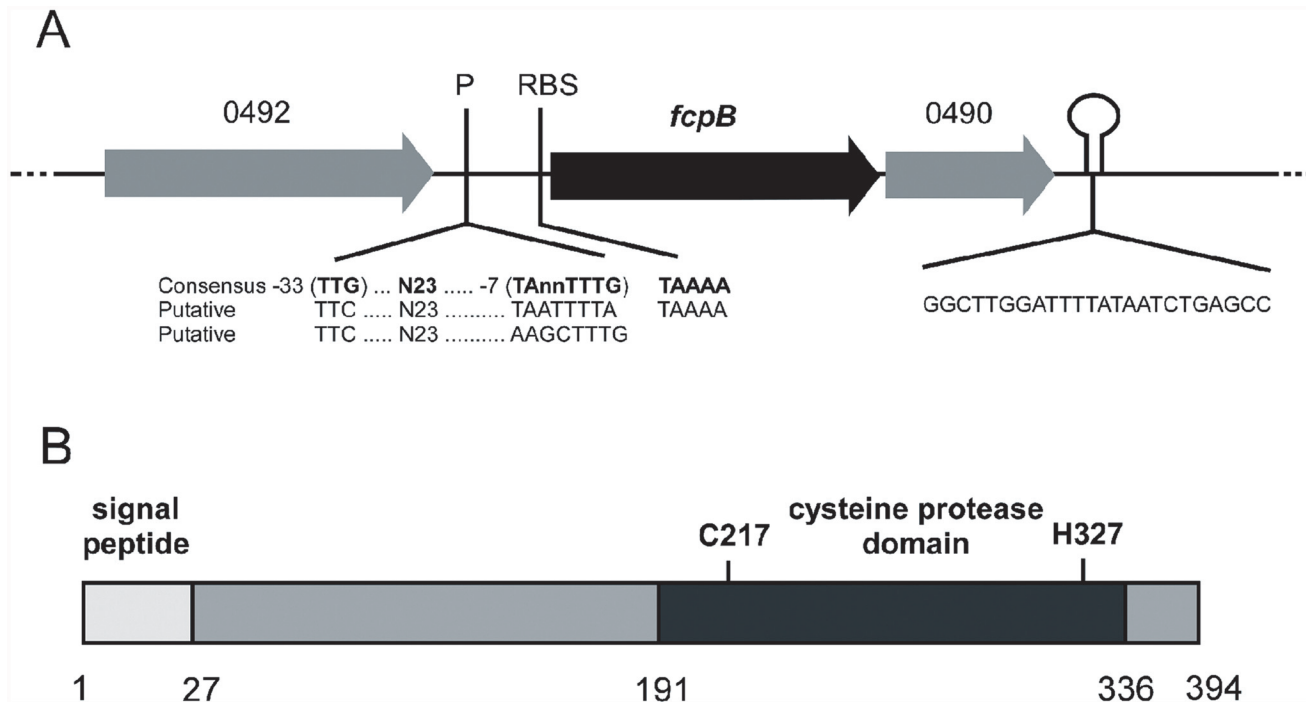 A
P RBS
0492 fcpB 0490
Consensus -33 (TTG) ... N23 ..... -7 (TAnnTTTG) TAAAA
Putative TTC ..... N23 .......... TAATTTTA TAAAA
Putative TTC ..... N23 .......... AAGCTTTG
GGCTTGGATTTTATAATCTGAGCC
B
signal
peptide
C217
cysteine protease
domain
H327
1 27 191 336 394